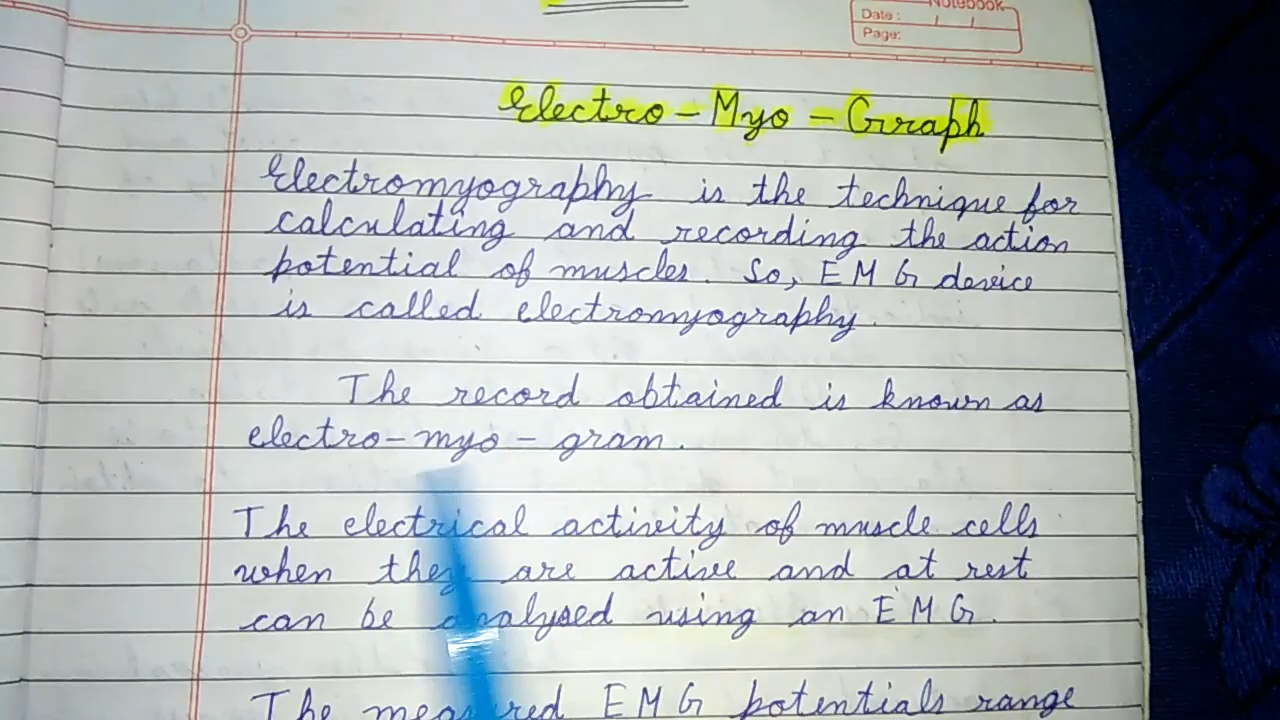 Notebook
Date : / /
Page:
Electro-Myo-Graph
Electromyography is the technique for
calculating and recording the action
potential of muscles. So, EMG device
is called electromyography.
The record obtained is known as
electro-myo-gram.
The electrical activity of muscle cells
when they are active and at rest
can be analysed using an EMG.
The measured EMG potentials range